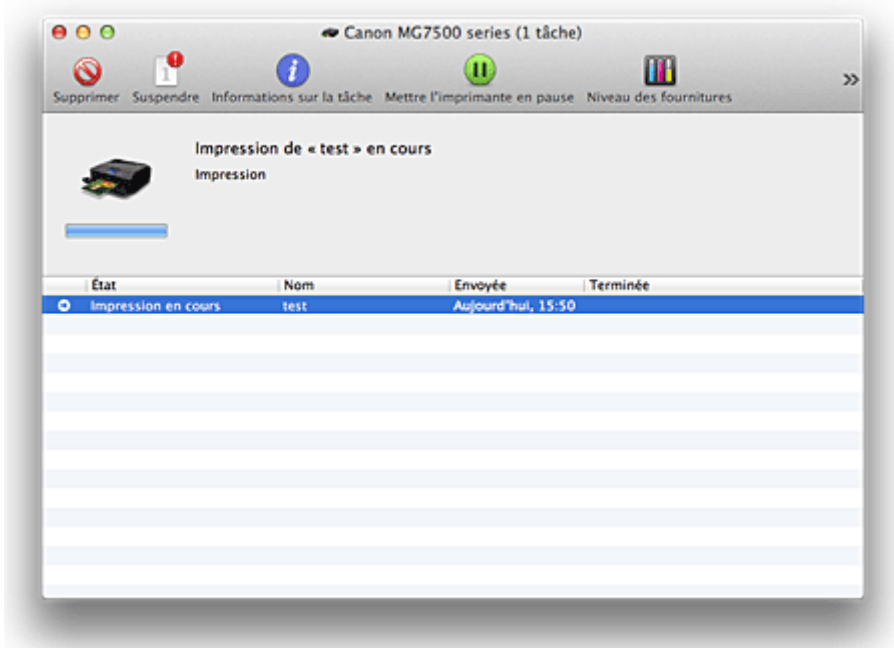 Canon MG7500 series (1 tâche)
Supprimer Suspendre Informations sur la tâche Mettre l'imprimante en pause Niveau des fournitures
Impression de « test » en cours
Impression
État Nom Envoyée Terminée
Impression en cours test Aujourd'hui, 15:50